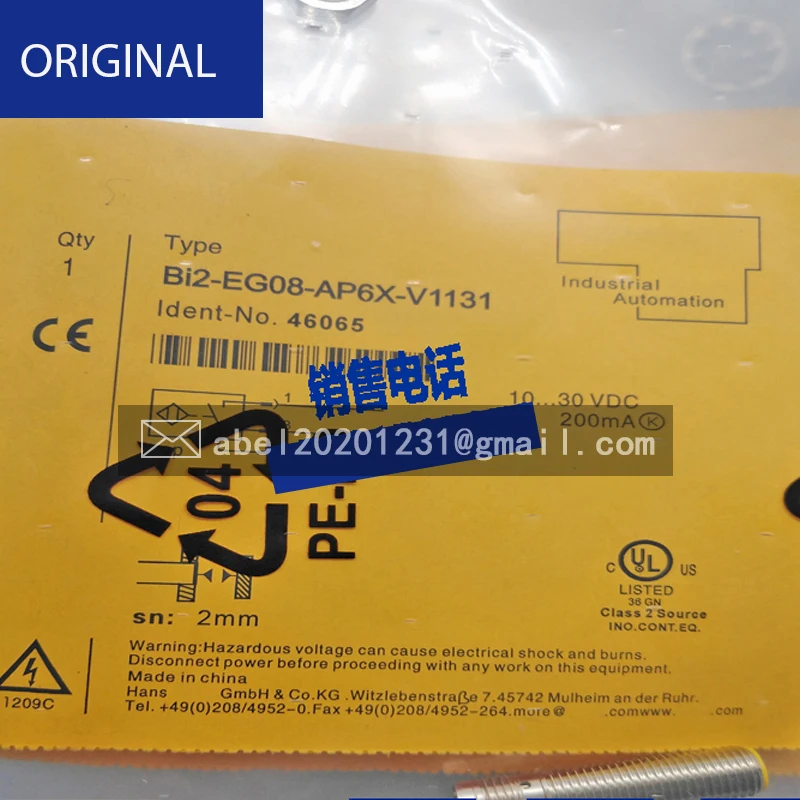 ORIGINAL
Qty
1
Type
Bi2-EG08-AP6X-V1131
Ident-No. 46065
Industrial
Automation
销售电话
10...30 VDC
200mA K
abel20201231@gmail.com
04
PE-
UL
C US
LISTED
36 GN
Class 2 Source
INO.CONT.EQ.
sn: 2mm
Warning:Hazardous voltage can cause electrical shock and burns.
Disconnect power before proceeding with any work on this equipment.
Made in china
Hans GmbH & Co.KG .Witzlebenstraße 7.45742 Mulheim an der Ruhr.
Tel. +49(0)208/4952-0.Fax +49(0)208/4952-264.more@ .comwww. .com
1209C